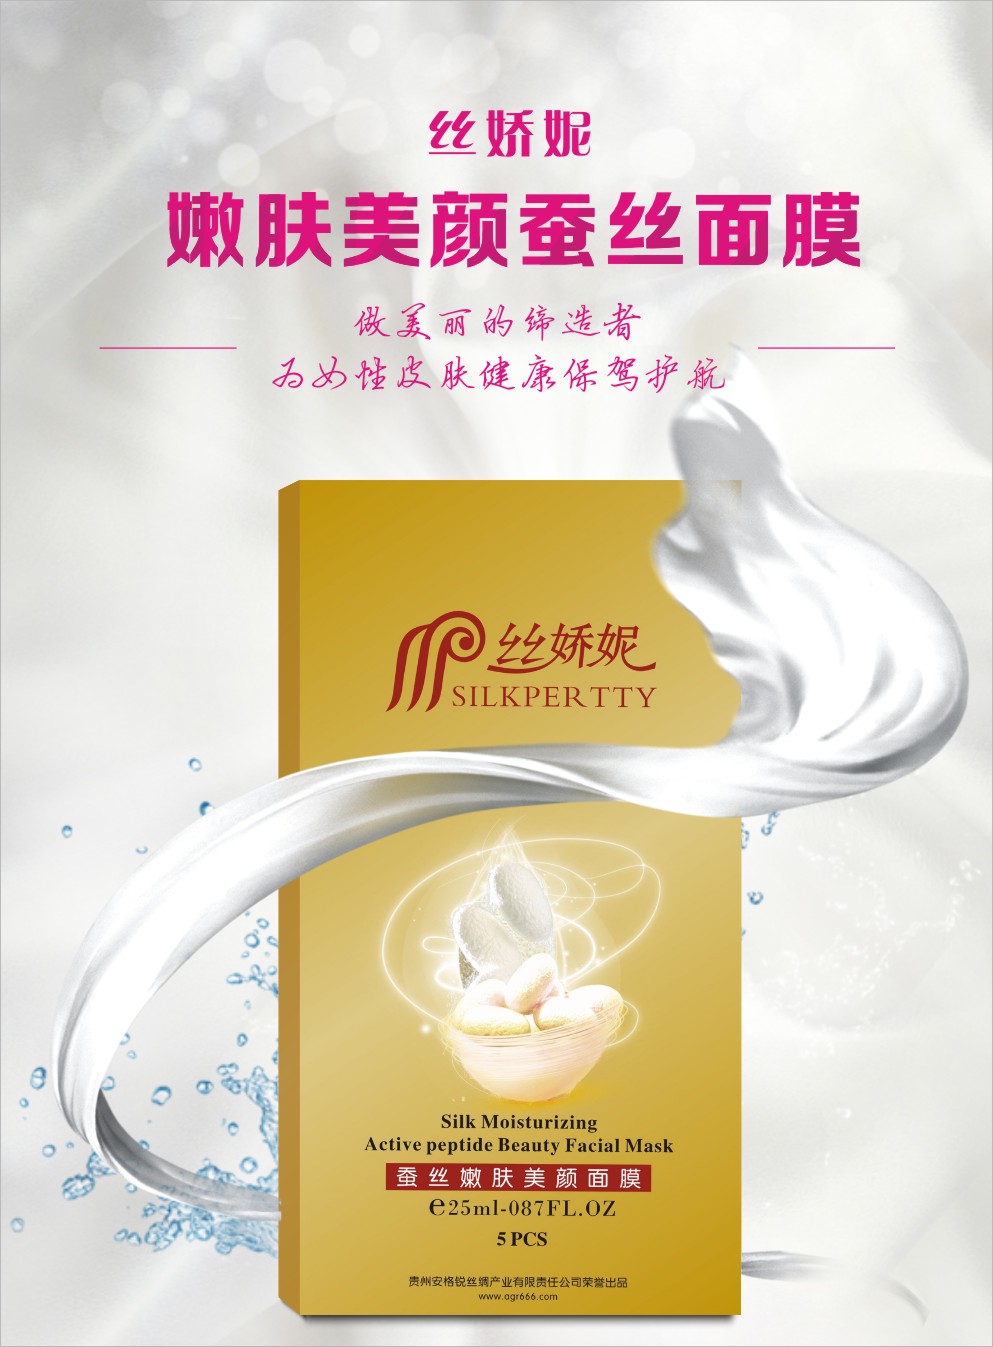 丝娇妮
嫩肤美颜蚕丝面膜
做美丽的缔造者
为女性皮肤健康保驾护航
丝娇妮
SILKPERTTY
Silk Moisturizing
Active peptide Beauty Facial Mask
蚕丝嫩肤美颜面膜
℮25ml-087FL.OZ
5 PCS
贵州安格锐丝绸产业有限责任公司荣誉出品
www.agr666.com